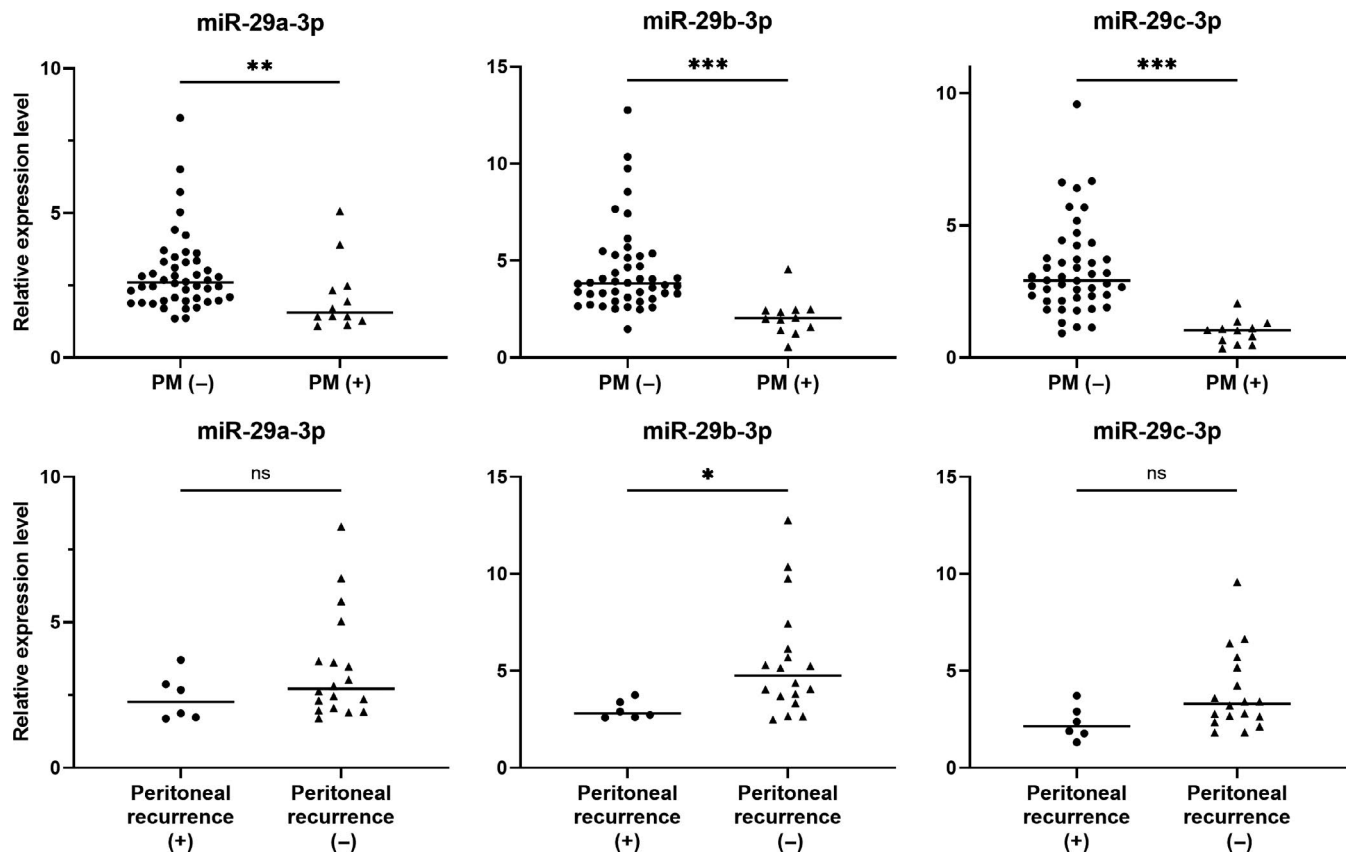 miR-29a-3p
Relative expression level
10
5
0
**
PM (–)
PM (+)
miR-29b-3p
15
10
5
0
***
PM (–)
PM (+)
miR-29c-3p
10
5
0
***
PM (–)
PM (+)
miR-29a-3p
Relative expression level
10
5
0
ns
Peritoneal
recurrence
(+)
Peritoneal
recurrence
(–)
miR-29b-3p
15
10
5
0
*
Peritoneal
recurrence
(+)
Peritoneal
recurrence
(–)
miR-29c-3p
15
10
5
0
ns
Peritoneal
recurrence
(+)
Peritoneal
recurrence
(–)